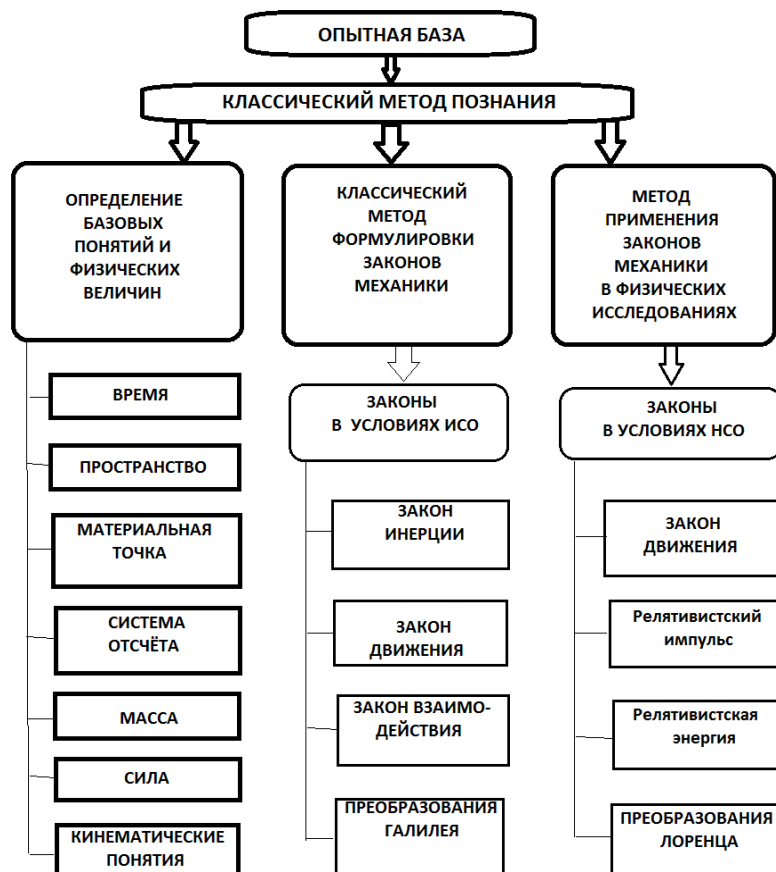 ОПЫТНАЯ БАЗА
КЛАССИЧЕСКИЙ МЕТОД ПОЗНАНИЯ
ОПРЕДЕЛЕНИЕ
БАЗОВЫХ
ПОНЯТИЙ И
ФИЗИЧЕСКИХ
ВЕЛИЧИН
ВРЕМЯ
ПРОСТРАНСТВО
МАТЕРИАЛЬНАЯ
ТОЧКА
СИСТЕМА
ОТСЧЁТА
МАССА
СИЛА
КИНЕМАТИЧЕСКИЕ
ПОНЯТИЯ
КЛАССИЧЕСКИЙ
МЕТОД
ФОРМУЛИРОВКИ
ЗАКОНОВ
МЕХАНИКИ
ЗАКОНЫ
В УСЛОВИЯХ ИСО
ЗАКОН
ИНЕРЦИИ
ЗАКОН
ДВИЖЕНИЯ
ЗАКОН ВЗАИМО-
ДЕЙСТВИЯ
ПРЕОБРАЗОВАНИЯ
ГАЛИЛЕЯ
МЕТОД
ПРИМЕНЕНИЯ
ЗАКОНОВ
МЕХАНИКИ
В ФИЗИЧЕСКИХ
ИССЛЕДОВАНИЯХ
ЗАКОНЫ
В УСЛОВИЯХ НСО
ЗАКОН
ДВИЖЕНИЯ
Релятивистский
импульс
Релятивистская
энергия
ПРЕОБРАЗОВАНИЯ
ЛОРЕНЦА